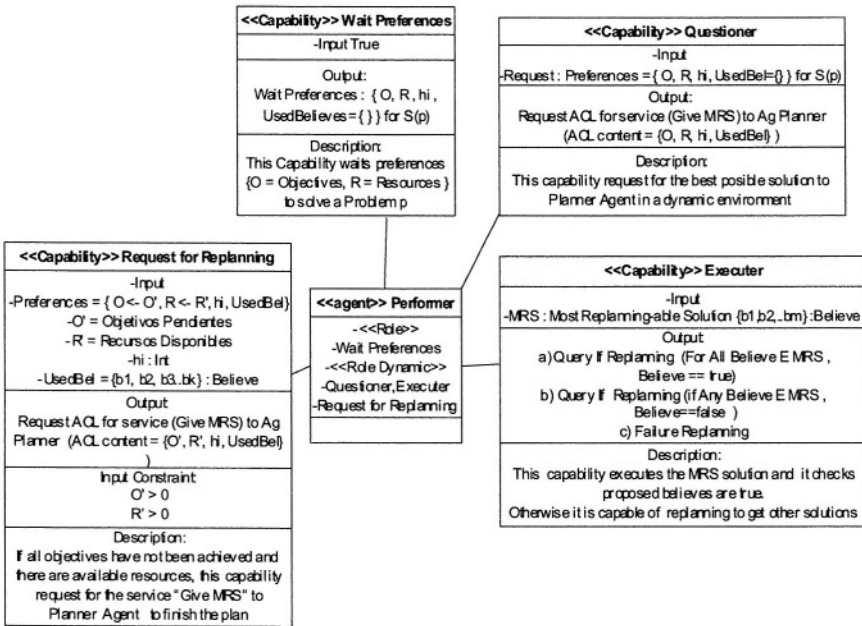 <<Capability>> Wait Preferences
-Input True
Output:
Wait Preferences : { O, R, hi ,
UsedBelieves = { } } for S(p)
Description:
This Capability waits preferences
{O = Objectives, R = Resources }
to solve a Problem p
<<Capability>> Questioner
-Input
-Request : Preferences = { O, R, hi, UsedBel={} } for S(p)
Output:
Request ACL for service (Give MRS) to Ag Planner
(ACL content = {O, R, hi, UsedBel} )
Description:
This capability request for the best posible solution to
Planner Agent in a dynamic environment
<<Capability>> Request for Replanning
-Input
-Preferences = { O<- O', R <- R', hi, UsedBel}
-O' = Objetivos Pendientes
-R' = Recursos Disponibles
-hi : Int
-UsedBel = {b1, b2, b3..bk} : Believe
Output:
Request ACL for service (Give MRS) to Ag
Planner (ACL content = {O', R', hi, UsedBel}
)
Input Constraint:
O' > 0
R' > 0
Description:
If all objectives have not been achieved and
there are available resources, this capability
request for the service "Give MRS" to
Planner Agent to finish the plan
<<agent>> Performer
-<<Role>>
-Wait Preferences
-<<Role Dynamic>>
-Questioner,Executer
-Request for Replanning
<<Capability>> Executer
-Input
-MRS : Most Replanning-able Solution {b1,b2,..bm} :Believe
Output:
a) Query If Replanning (For All Believe E MRS ,
Believe == true)
b) Query If Replanning (if Any Believe E MRS ,
Believe==false )
c) Failure Replanning
Description:
This capability executes the MRS solution and it checks
proposed believes are true.
Otherwise it is capable of replanning to get other solutions